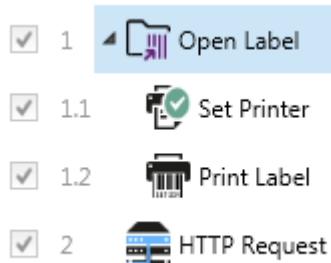 1 Open Label
1.1 Set Printer
1.2 Print Label
2 HTTP Request